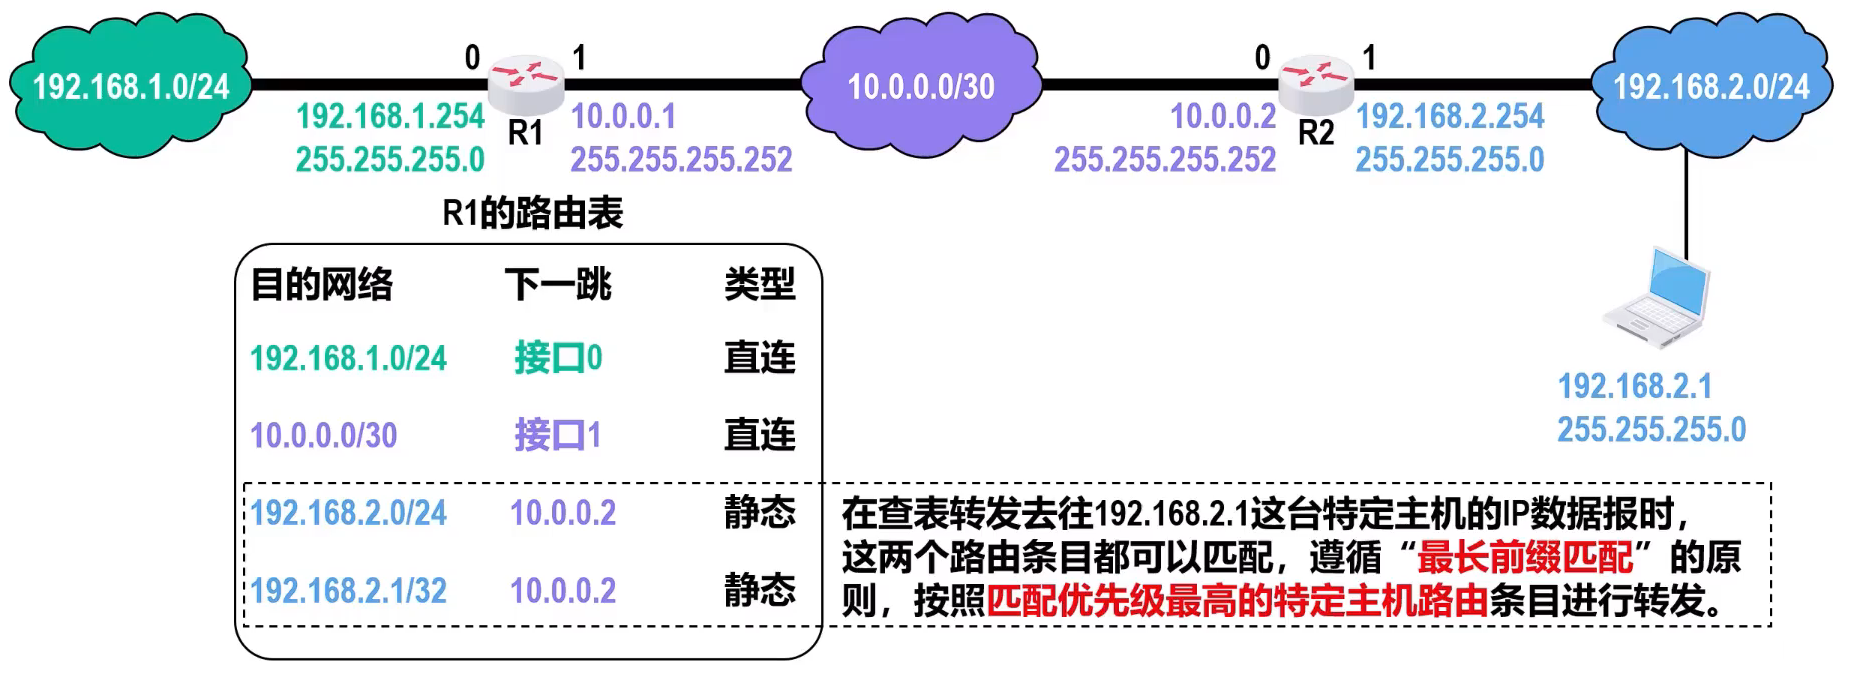 192.168.1.0/24
0
1
10.0.0.0/30
0
1
192.168.2.0/24
192.168.1.254
255.255.255.0
R1
10.0.0.1
255.255.255.252
10.0.0.2
255.255.255.252
R2
192.168.2.254
255.255.255.0
R1的路由表
目的网络 下一跳 类型
192.168.1.0/24 接口0 直连
10.0.0.0/30 接口1 直连
192.168.2.0/24 10.0.0.2 静态
192.168.2.1/32 10.0.0.2 静态
192.168.2.1
255.255.255.0
在查表转发去往192.168.2.1这台特定主机的IP数据报时，
这两个路由条目都可以匹配，遵循“最长前缀匹配”的原
则，按照匹配优先级最高的特定主机路由条目进行转发。